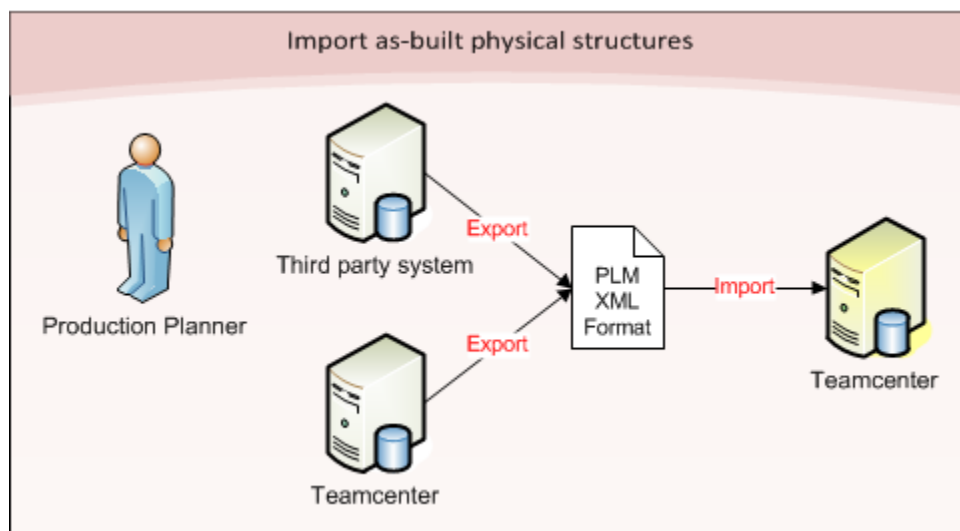 Import as-built physical structures
Export
Third party system
PLM
XML
Format
Import
Production Planner
Export
Teamcenter
Teamcenter